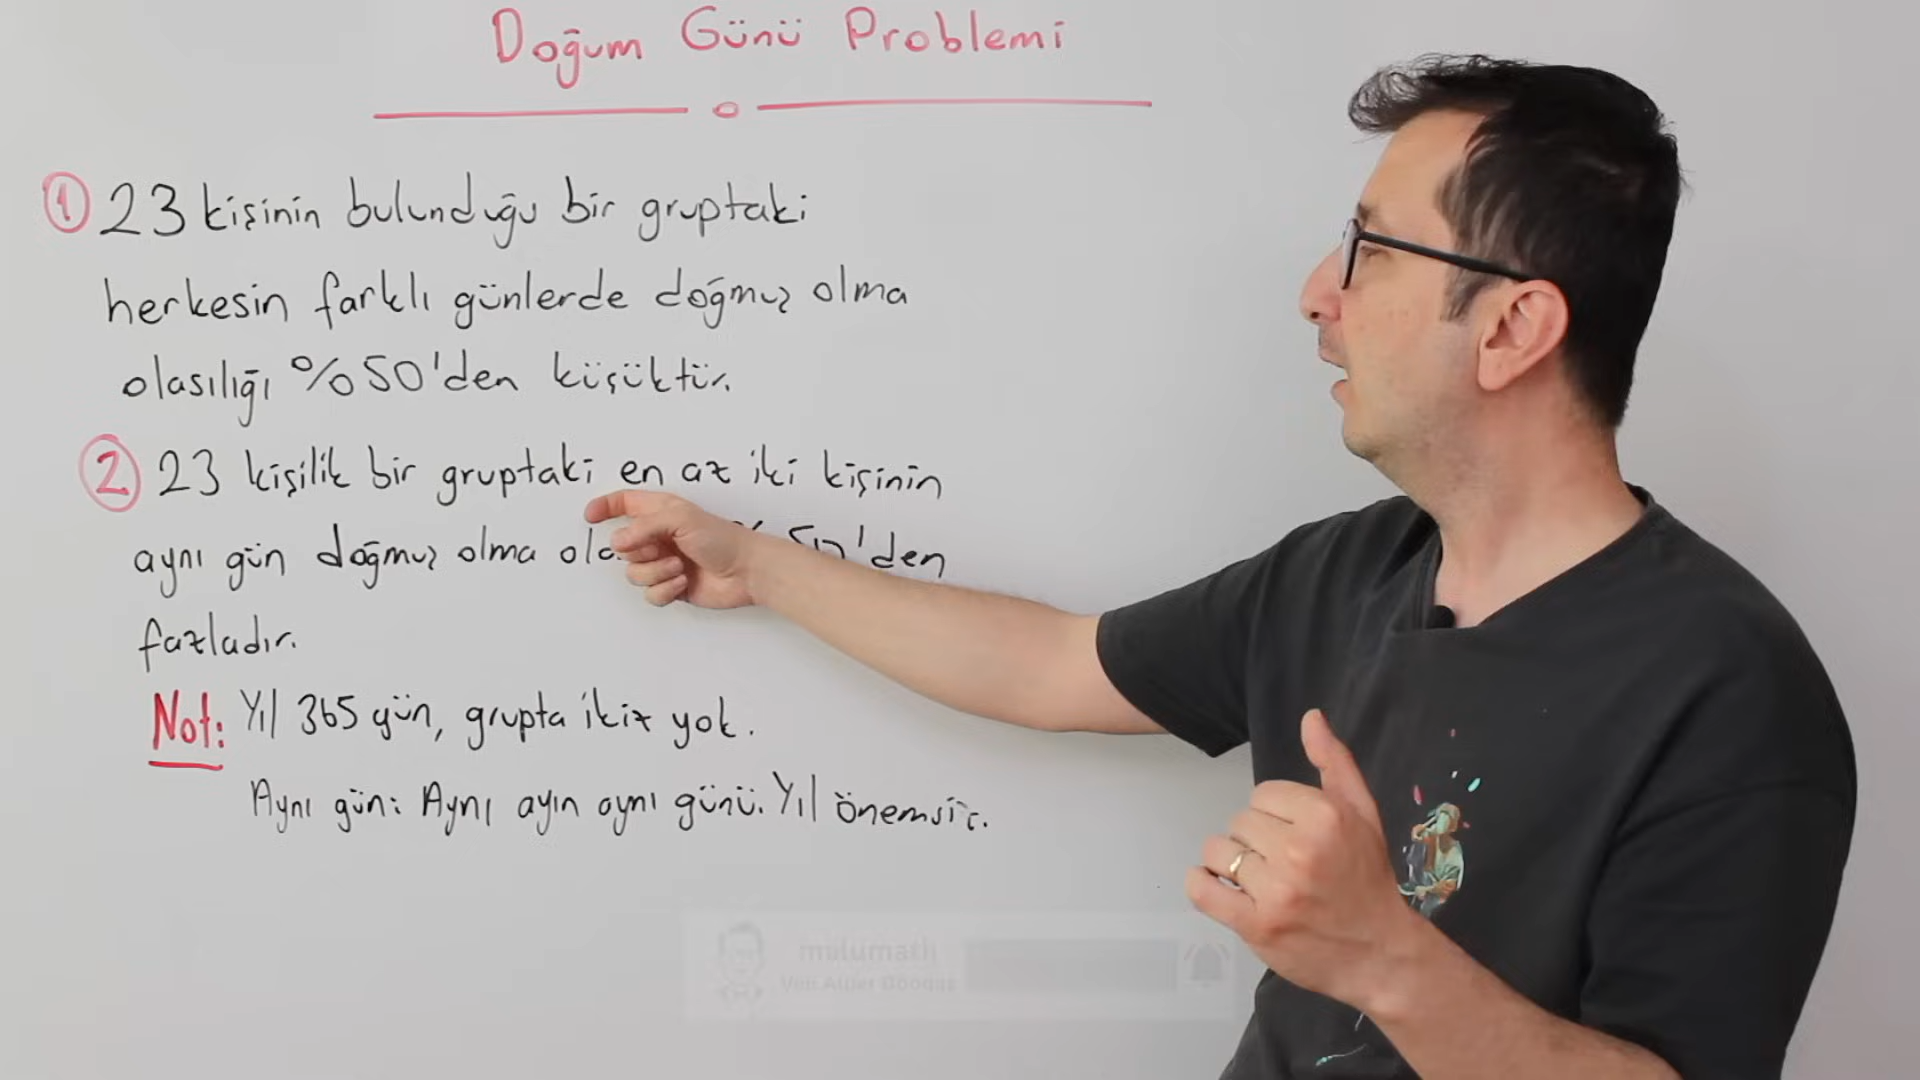 Doğum Günü Problemi
1 23 kişinin bulunduğu bir gruptaki
herkesin farklı günlerde doğmuş olma
olasılığı %50'den küçüktür.
2 23 kişilik bir gruptaki en az iki kişinin
aynı gün doğmuş olma 'den
fazladır.
Not: Yıl 365 gün, grupta ikiz yok.
Aynı gün: Aynı ayın aynı günü. Yıl önemsiz.